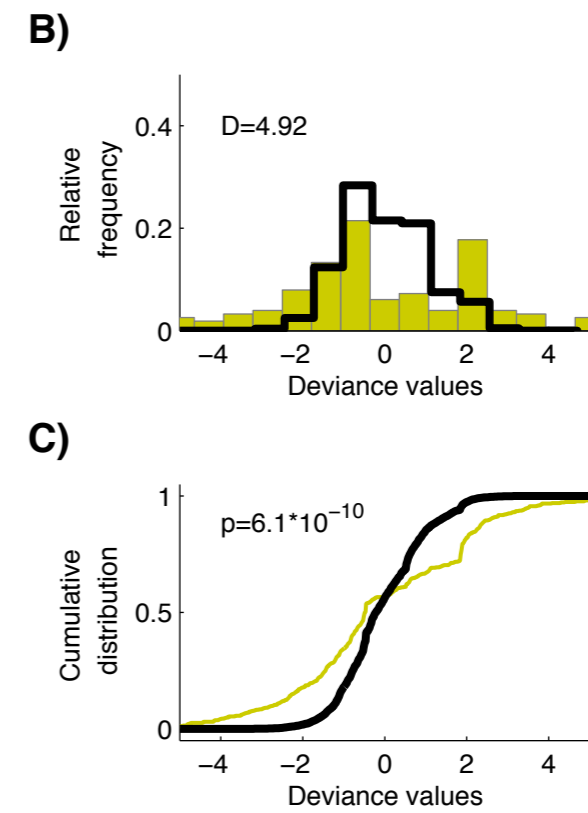 B)
Relative
frequency
0.4
0.2
0
D=4.92
−4 −2 0 2 4
Deviance values
C)
Cumulative
distribution
1
0.5
0
p=6.1*10−10
−4 −2 0 2 4
Deviance values